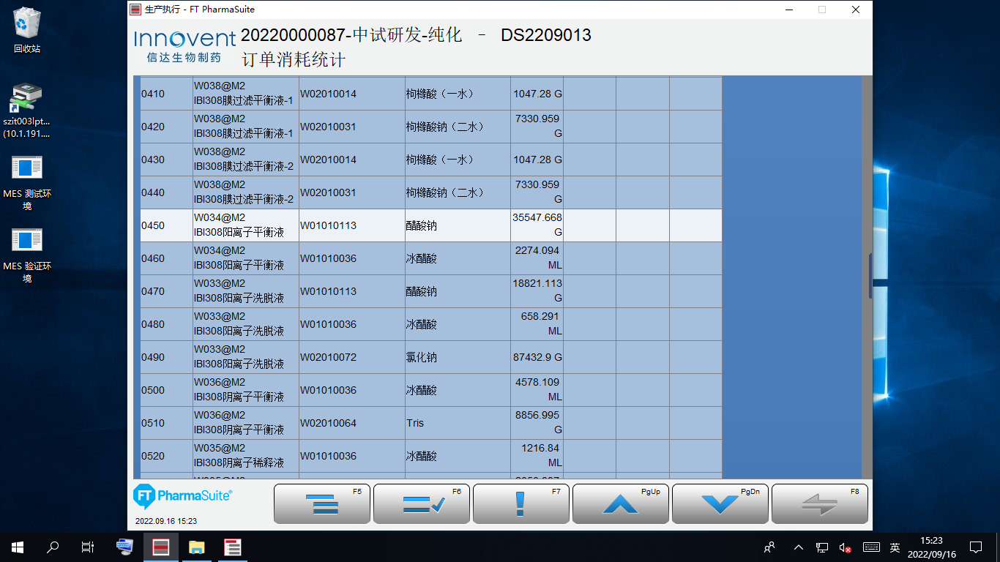 生产执行 - FT PharmaSuite
回收站
szit003lpt...
(10.1.191....
MES 测试环
境
MES 验证环
境
Innovent
信达生物制药
20220000087-中试研发-纯化 - DS2209013
订单消耗统计
0410 W038@M2 IBI308膜过滤平衡液-1 W02010014 枸橼酸（一水） 1047.28 G
0420 W038@M2 IBI308膜过滤平衡液-1 W02010031 枸橼酸钠（二水） 7330.959 G
0430 W038@M2 IBI308膜过滤平衡液-2 W02010014 枸橼酸（一水） 1047.28 G
0440 W038@M2 IBI308膜过滤平衡液-2 W02010031 枸橼酸钠（二水） 7330.959 G
0450 W034@M2 IBI308阳离子平衡液 W01010113 醋酸钠 35547.668 G
0460 W034@M2 IBI308阳离子平衡液 W01010036 冰醋酸 2274.094 ML
0470 W033@M2 IBI308阳离子洗脱液 W01010113 醋酸钠 18821.113 G
0480 W033@M2 IBI308阳离子洗脱液 W01010036 冰醋酸 658.291 ML
0490 W033@M2 IBI308阳离子洗脱液 W02010072 氯化钠 87432.9 G
0500 W036@M2 IBI308阴离子平衡液 W01010036 冰醋酸 4578.109 ML
0510 W036@M2 IBI308阴离子平衡液 W02010064 Tris 8856.995 G
0520 W035@M2 IBI308阴离子稀释液 W01010036 冰醋酸 1216.84 ML
FT PharmaSuite®
F5
F6
F7
PgUp
PgDn
F8
2022.09.16 15:23
英
15:23
2022/09/16